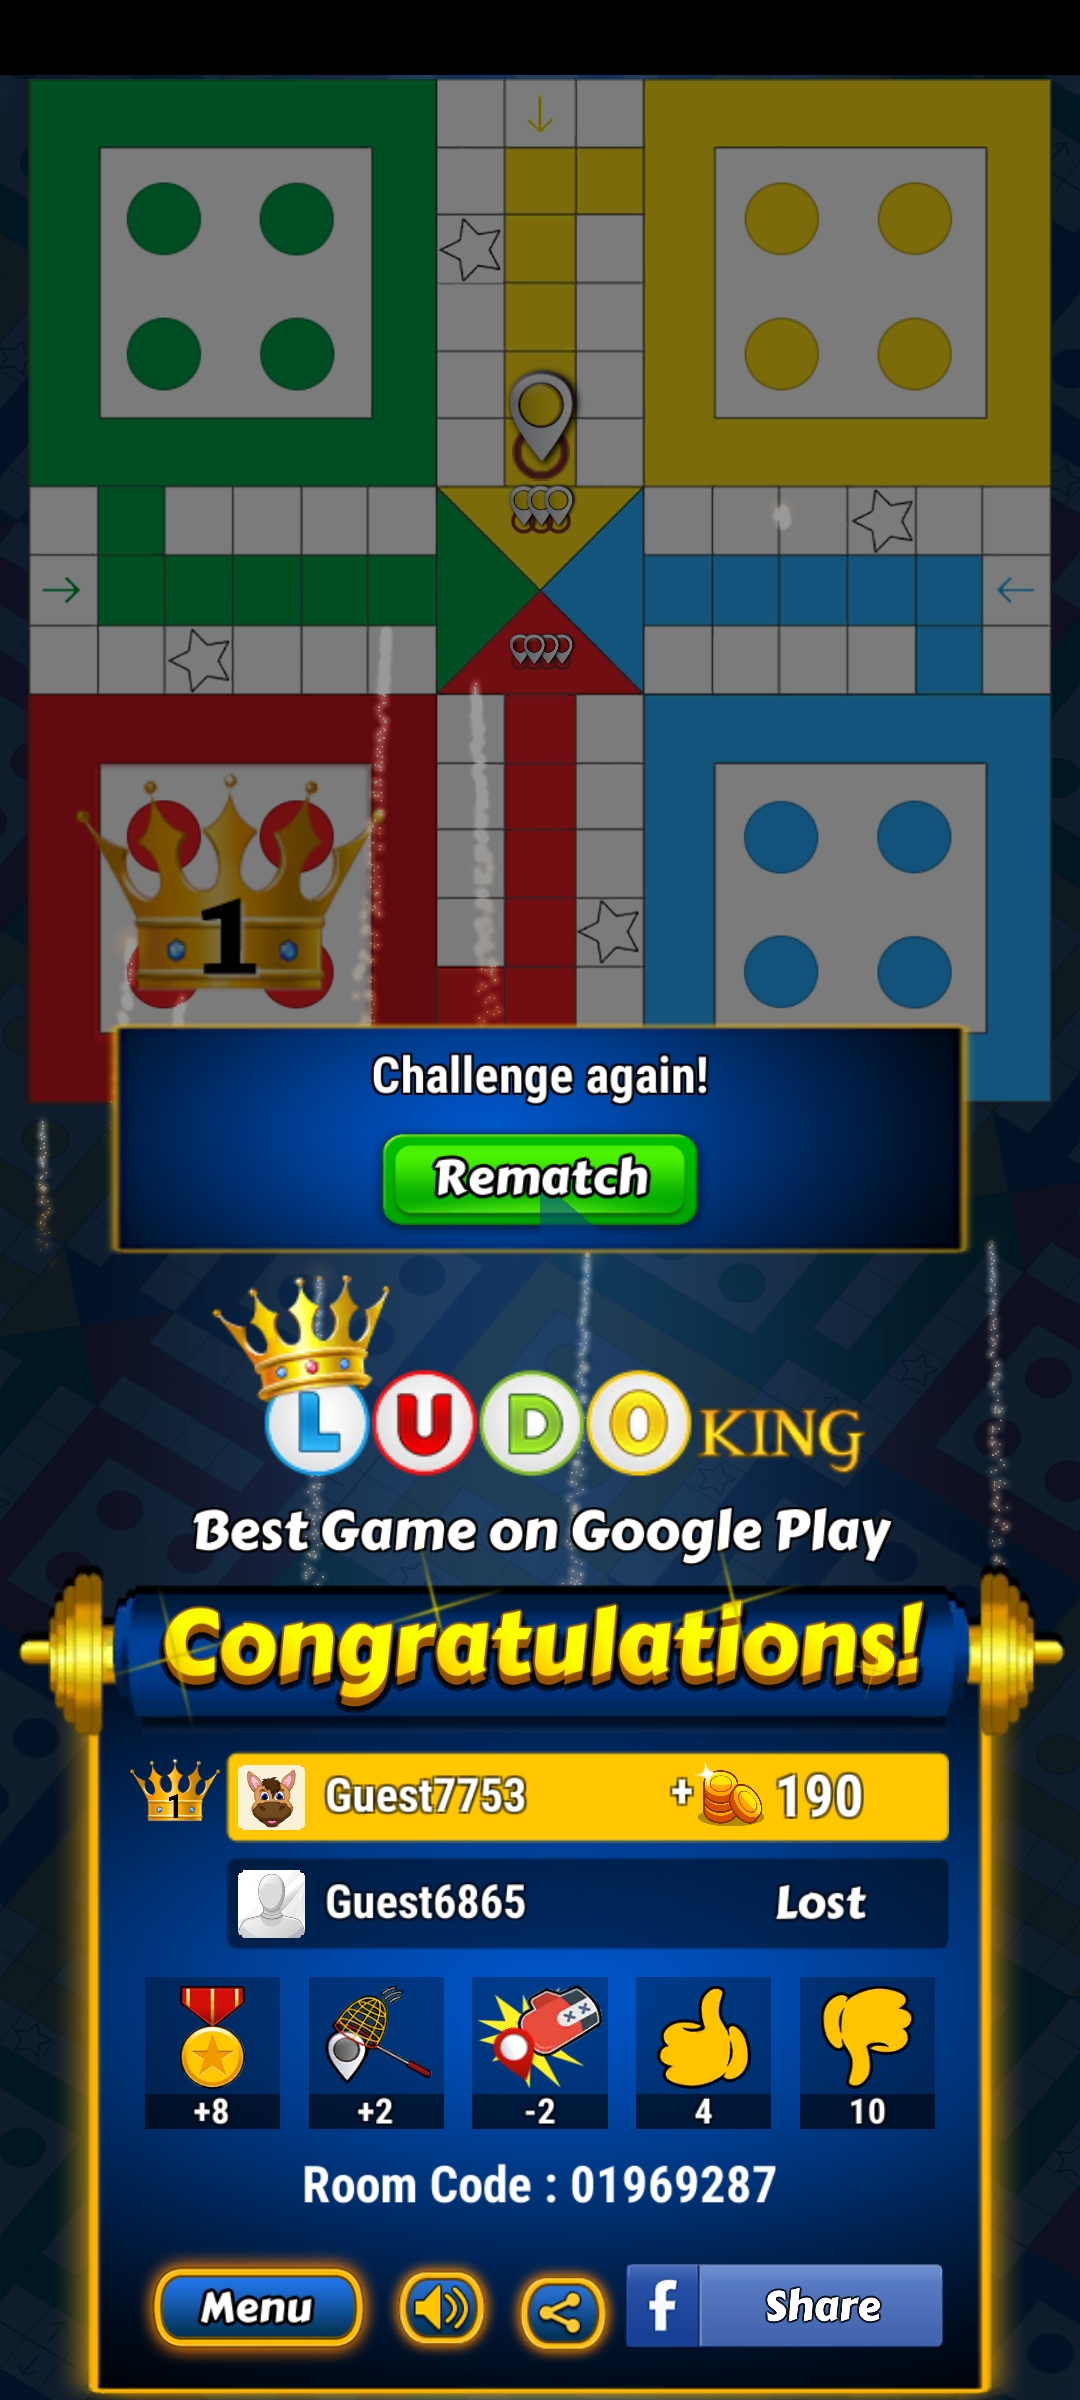 1
Challenge again!
Rematch
LUDO KING
Best Game on Google Play
Congratulations!
1 Guest7753 + 190
Guest6865 Lost
+8 +2 -2 4 10
Room Code : 01969287
Menu f Share